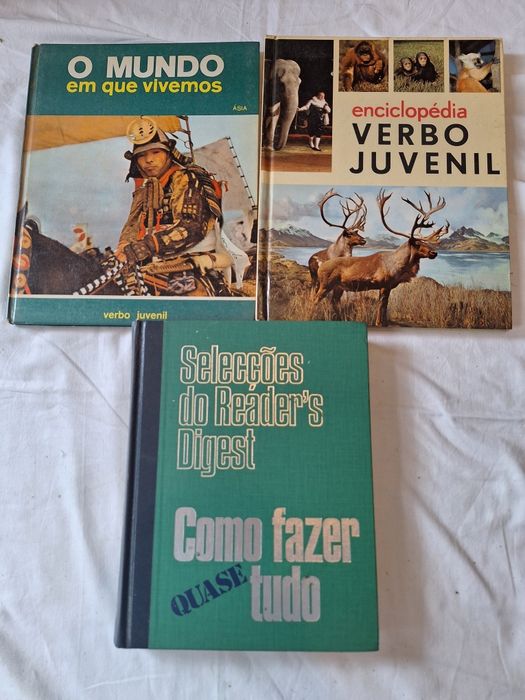 O MUNDO
em que vivemos
ÁSIA
verbo juvenil
enciclopédia
VERBO
JUVENIL
Selecções
do Reader's
Digest
Como fazer
QUASE tudo